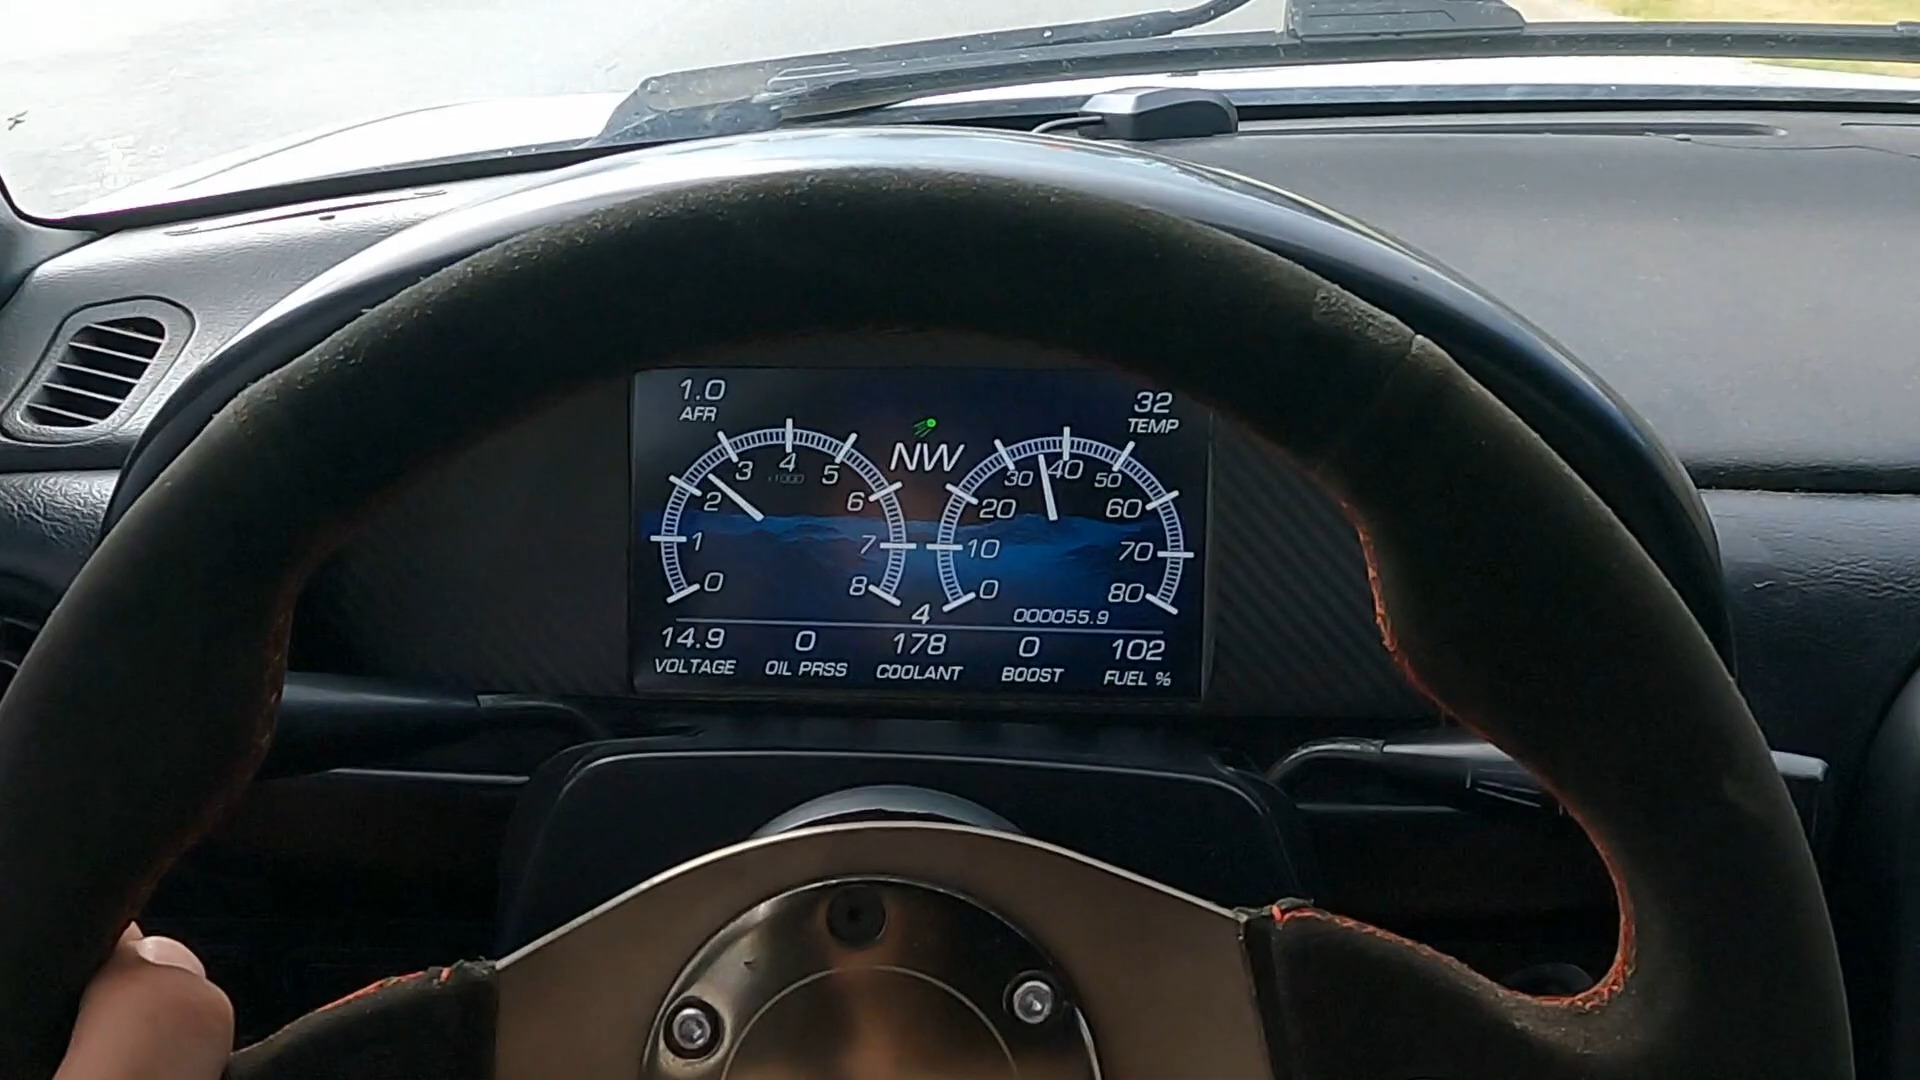 1.0
AFR
32
TEMP
NW
0 1 2 3 4 5 6 7 8
x1000
0 10 20 30 40 50 60 70 80
4
000055.9
14.9 0 178 0 102
VOLTAGE OIL PRSS COOLANT BOOST FUEL %